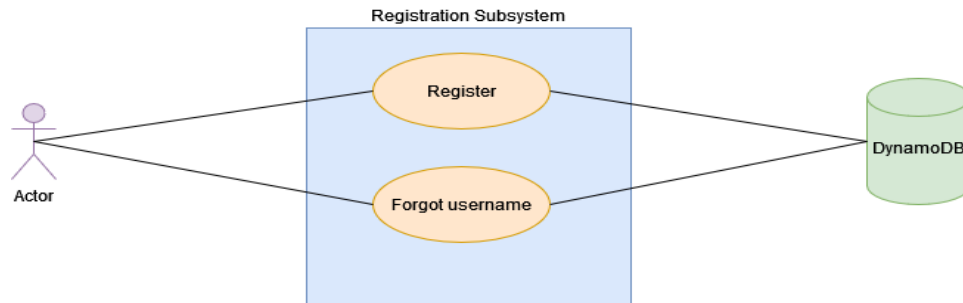 Registration Subsystem
Register
DynamoDB
Actor
Forgot username